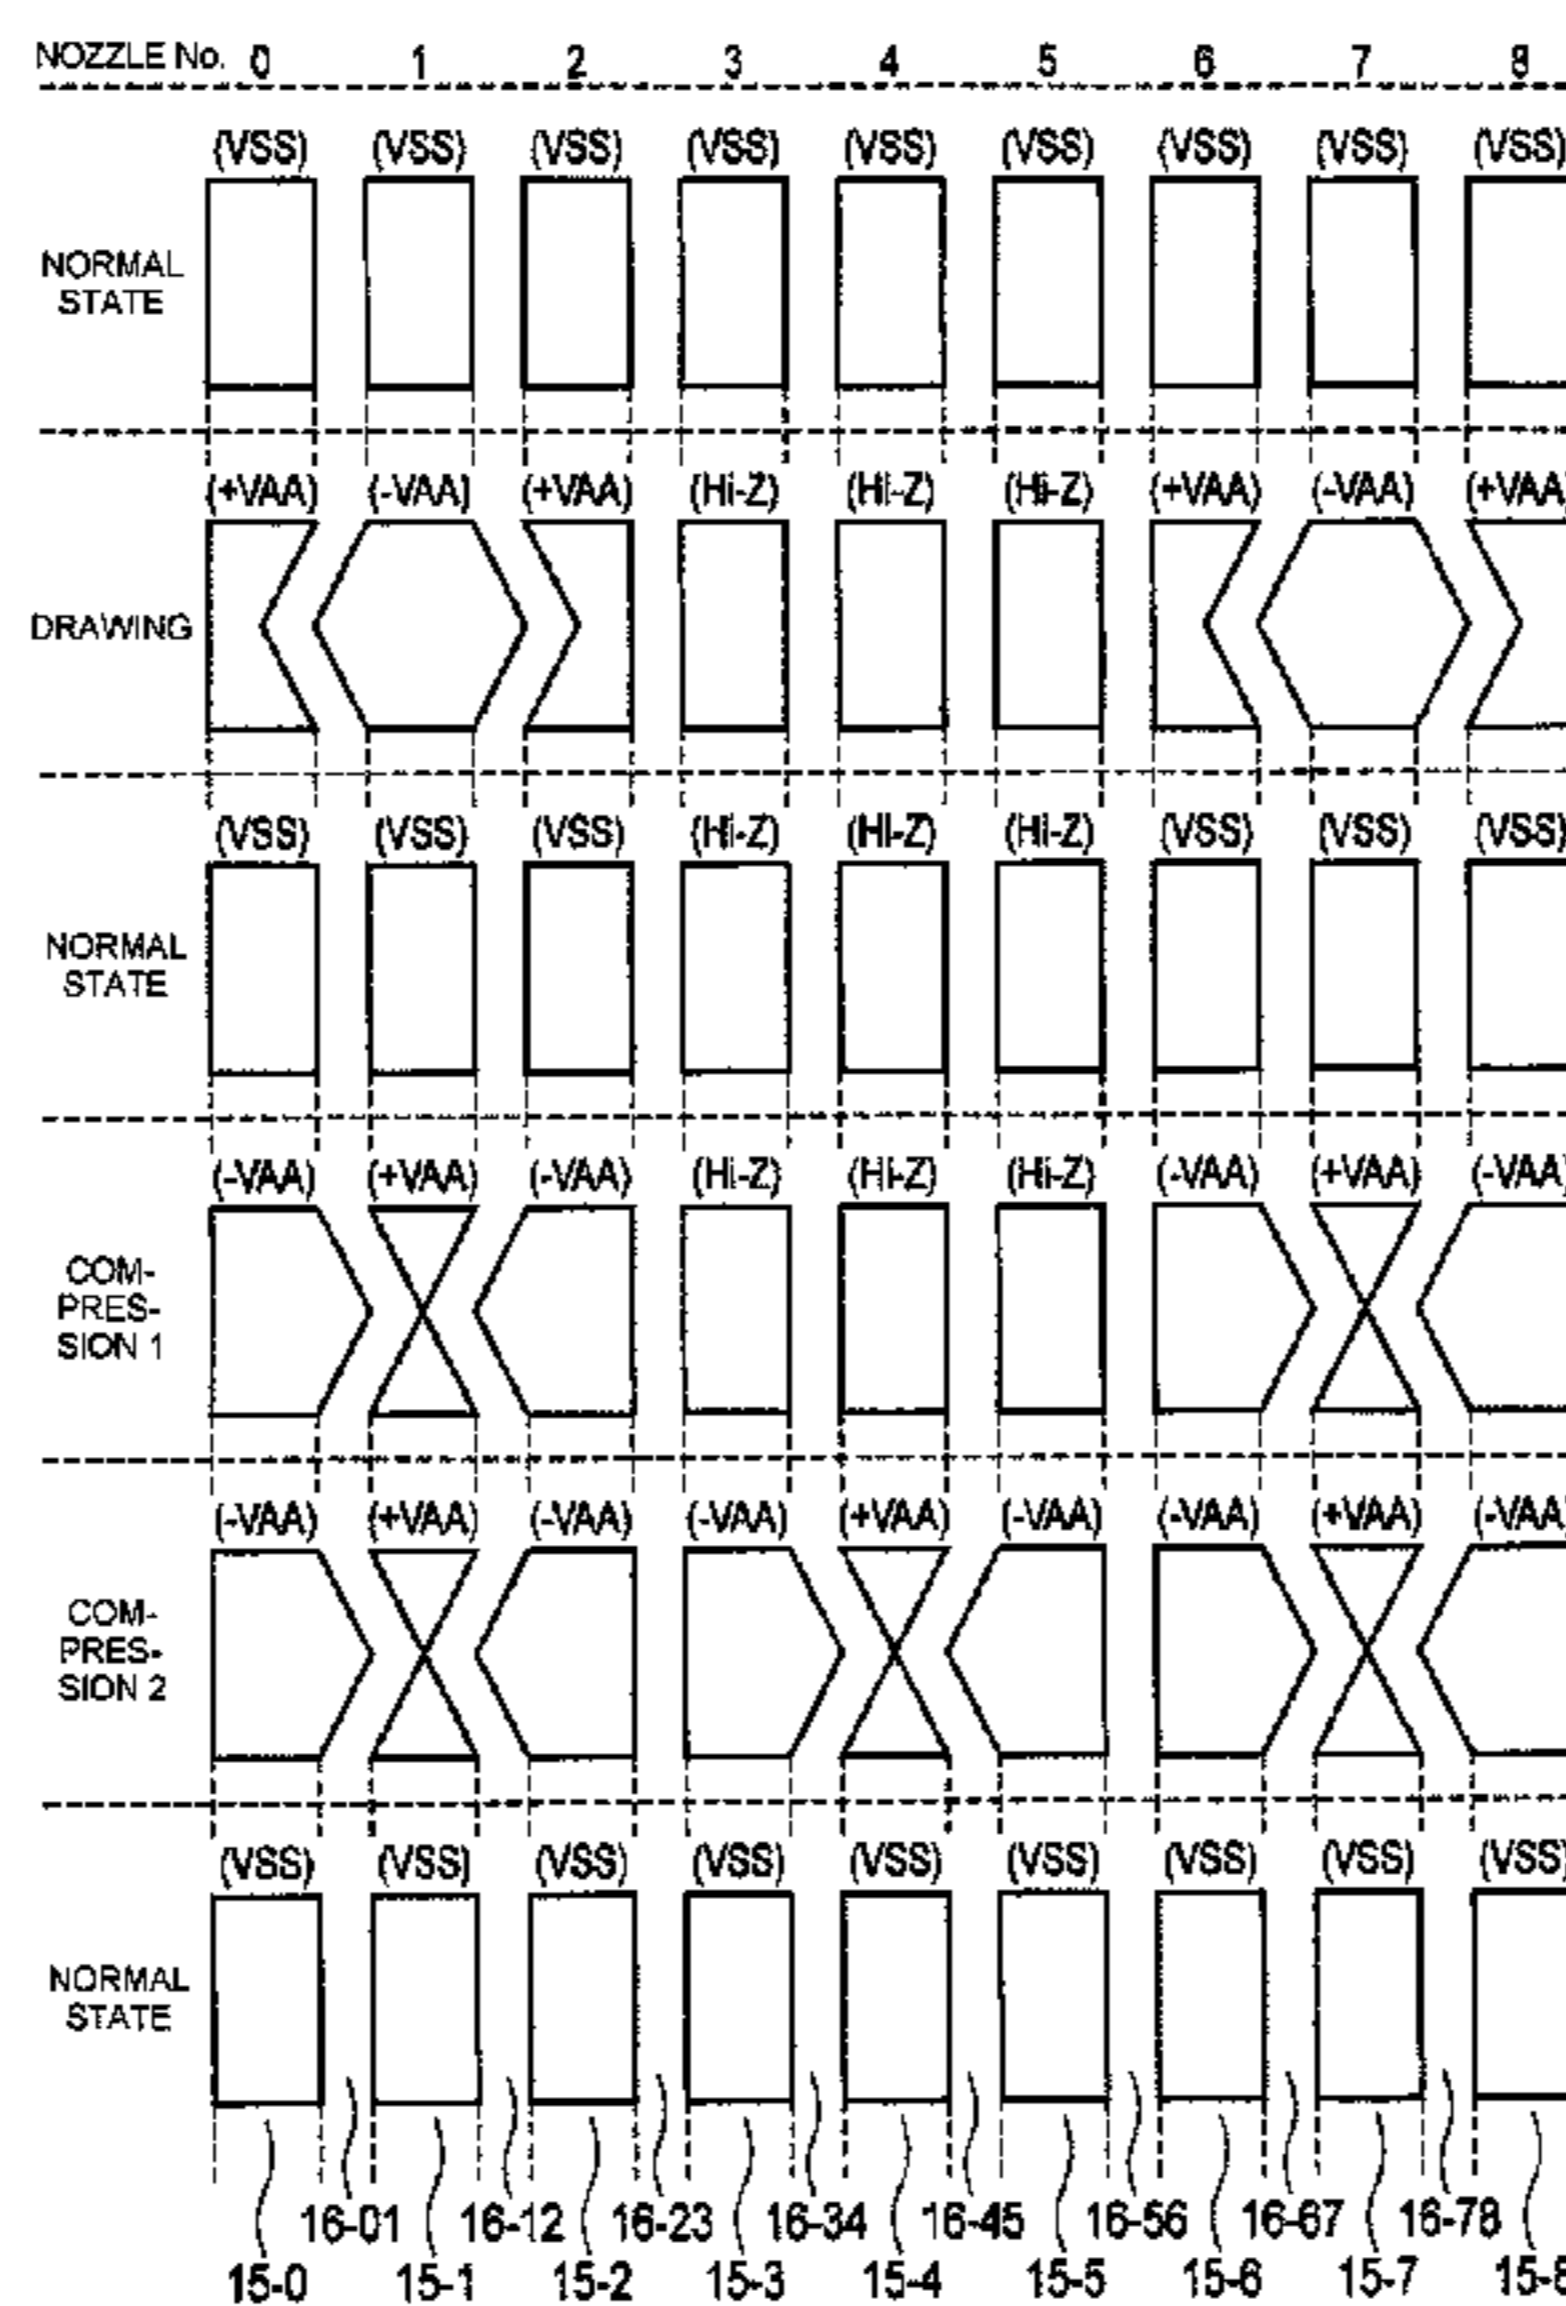 NOZZLE No. 0 1 2 3 4 5 6 7 8
(VSS) (VSS) (VSS) (VSS) (VSS) (VSS) (VSS) (VSS) (VSS)
NORMAL
STATE
(+VAA) (-VAA) (+VAA) (Hi-Z) (Hi-Z) (Hi-Z) (+VAA) (-VAA) (+VAA)
DRAWING
(VSS) (VSS) (VSS) (Hi-Z) (Hi-Z) (Hi-Z) (VSS) (VSS) (VSS)
NORMAL
STATE
(-VAA) (+VAA) (-VAA) (Hi-Z) (Hi-Z) (Hi-Z) (-VAA) (+VAA) (-VAA)
COM-
PRES-
SION 1
(-VAA) (+VAA) (-VAA) (-VAA) (+VAA) (-VAA) (-VAA) (+VAA) (-VAA)
COM-
PRES-
SION 2
(VSS) (VSS) (VSS) (VSS) (VSS) (VSS) (VSS) (VSS) (VSS)
NORMAL
STATE
16-01 16-12 16-23 16-34 16-45 16-56 16-67 16-78
15-0 15-1 15-2 15-3 15-4 15-5 15-6 15-7 15-8